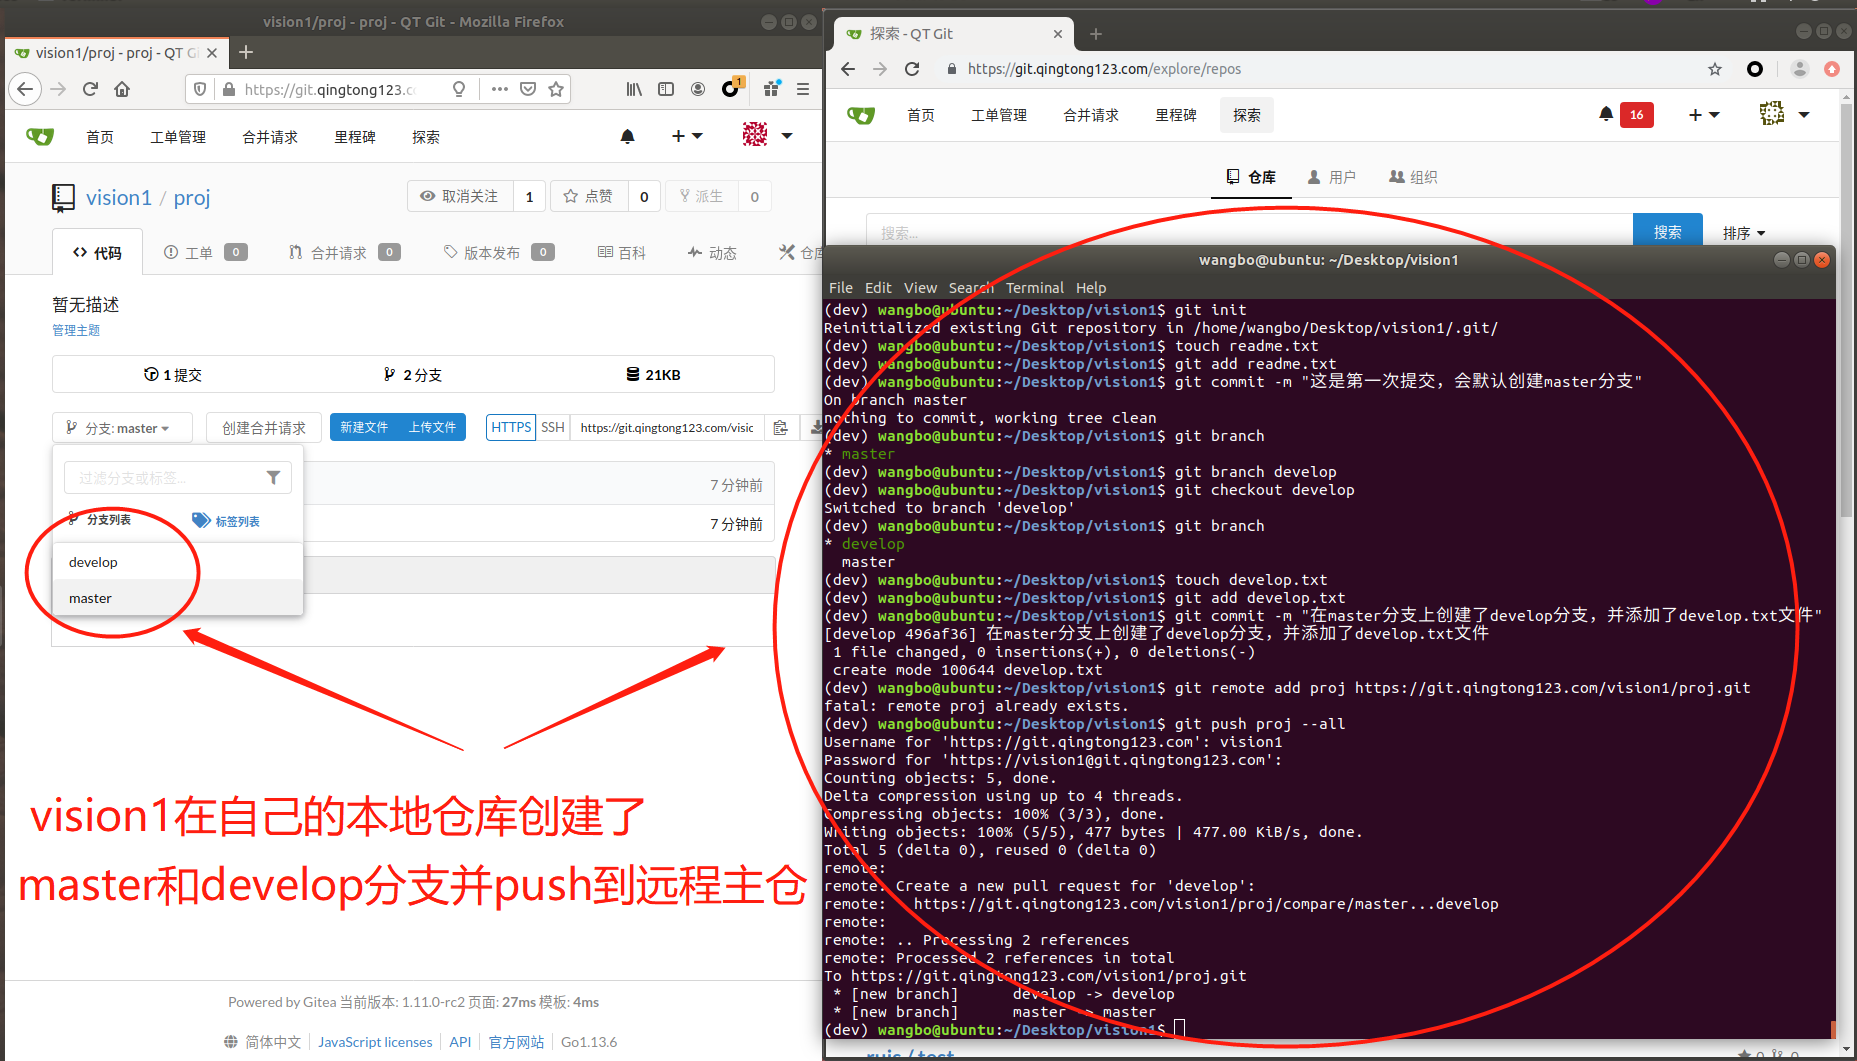 vision1/proj - proj - QT Git - Mozilla Firefox
vision1/proj - proj - QT Gi
https://git.qingtong123.co
1
首页 工单管理 合并请求 里程碑 探索
vision1 / proj
取消关注 1 点赞 0 派生 0
代码 工单 0 合并请求 0 版本发布 0 百科 动态 仓库
暂无描述
管理主题
1 提交 2 分支 21KB
分支: master 创建合并请求 新建文件 上传文件 HTTPS SSH https://git.qingtong123.com/visic
过滤分支或标签...
7 分钟前
分支列表 标签列表
7 分钟前
develop
master
vision1在自己的本地仓库创建了
master和develop分支并push到远程主仓
Powered by Gitea 当前版本: 1.11.0-rc2 页面: 27ms 模板: 4ms
简体中文 JavaScript licenses API 官方网站 Go1.13.6
探索 - QT Git
https://git.qingtong123.com/explore/repos
首页 工单管理 合并请求 里程碑 探索 16
仓库 用户 组织
搜索... 搜索 排序
wangbo@ubuntu: ~/Desktop/vision1
File Edit View Search Terminal Help
(dev) wangbo@ubuntu:~/Desktop/vision1$ git init
Reinitialized existing Git repository in /home/wangbo/Desktop/vision1/.git/
(dev) wangbo@ubuntu:~/Desktop/vision1$ touch readme.txt
(dev) wangbo@ubuntu:~/Desktop/vision1$ git add readme.txt
(dev) wangbo@ubuntu:~/Desktop/vision1$ git commit -m "这是第一次提交，会默认创建master分支"
On branch master
nothing to commit, working tree clean
(dev) wangbo@ubuntu:~/Desktop/vision1$ git branch
* master
(dev) wangbo@ubuntu:~/Desktop/vision1$ git branch develop
(dev) wangbo@ubuntu:~/Desktop/vision1$ git checkout develop
Switched to branch 'develop'
(dev) wangbo@ubuntu:~/Desktop/vision1$ git branch
* develop
master
(dev) wangbo@ubuntu:~/Desktop/vision1$ touch develop.txt
(dev) wangbo@ubuntu:~/Desktop/vision1$ git add develop.txt
(dev) wangbo@ubuntu:~/Desktop/vision1$ git commit -m "在master分支上创建了develop分支，并添加了develop.txt文件"
[develop 496af36] 在master分支上创建了develop分支，并添加了develop.txt文件
1 file changed, 0 insertions(+), 0 deletions(-)
create mode 100644 develop.txt
(dev) wangbo@ubuntu:~/Desktop/vision1$ git remote add proj https://git.qingtong123.com/vision1/proj.git
fatal: remote proj already exists.
(dev) wangbo@ubuntu:~/Desktop/vision1$ git push proj --all
Username for 'https://git.qingtong123.com': vision1
Password for 'https://vision1@git.qingtong123.com':
Counting objects: 5, done.
Delta compression using up to 4 threads.
Compressing objects: 100% (3/3), done.
Writing objects: 100% (5/5), 477 bytes | 477.00 KiB/s, done.
Total 5 (delta 0), reused 0 (delta 0)
remote:
remote: Create a new pull request for 'develop':
remote: https://git.qingtong123.com/vision1/proj/compare/master...develop
remote:
remote: .. Processing 2 references
remote: Processed 2 references in total
To https://git.qingtong123.com/vision1/proj.git
* [new branch] develop -> develop
* [new branch] master -> master
(dev) wangbo@ubuntu:~/Desktop/vision1$